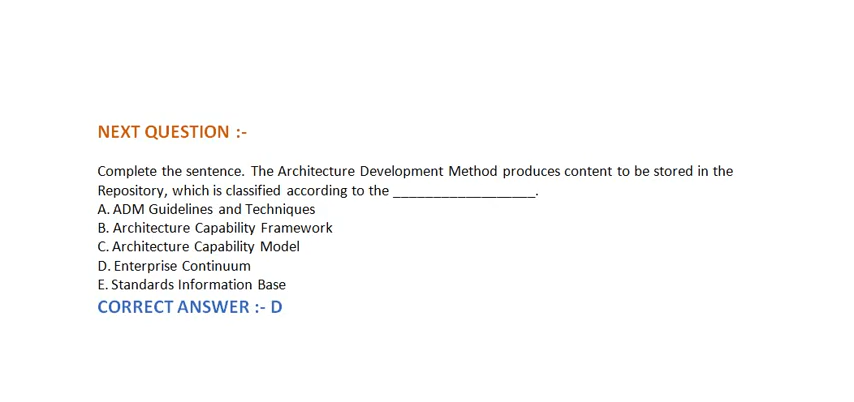 NEXT QUESTION :-
Complete the sentence. The Architecture Development Method produces content to be stored in the
Repository, which is classified according to the __________________.
A. ADM Guidelines and Techniques
B. Architecture Capability Framework
C. Architecture Capability Model
D. Enterprise Continuum
E. Standards Information Base
CORRECT ANSWER :- D